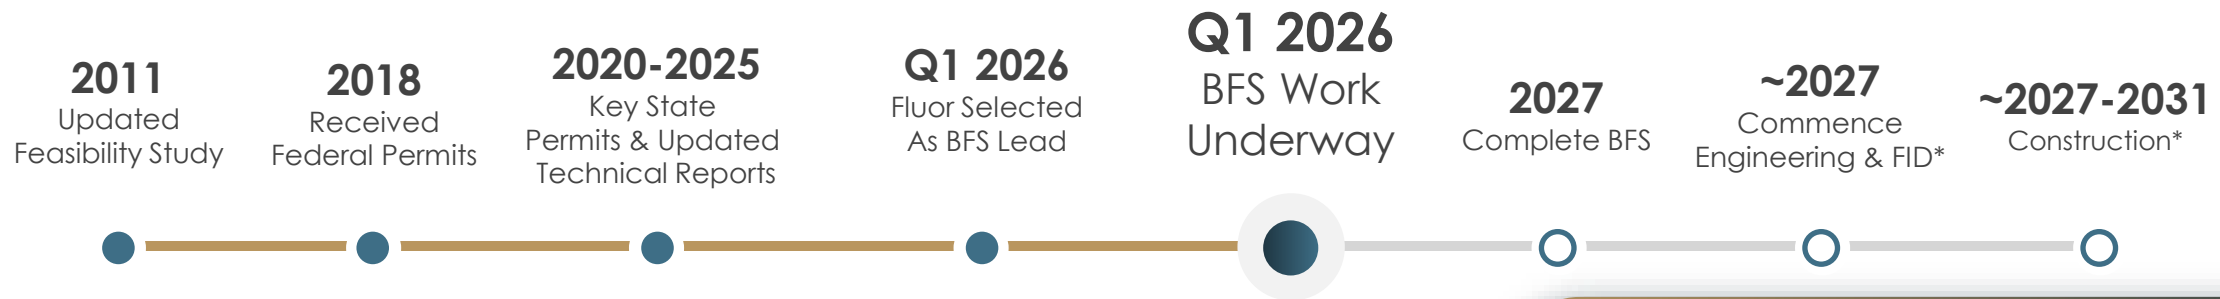 2011
Updated
Feasibility Study
2018
Received
Federal Permits
2020-2025
Key State
Permits & Updated
Technical Reports
Q1 2026
Fluor Selected
As BFS Lead
Q1 2026
BFS Work
Underway
2027
Complete BFS
~2027
Commence
Engineering & FID*
~2027-2031
Construction*